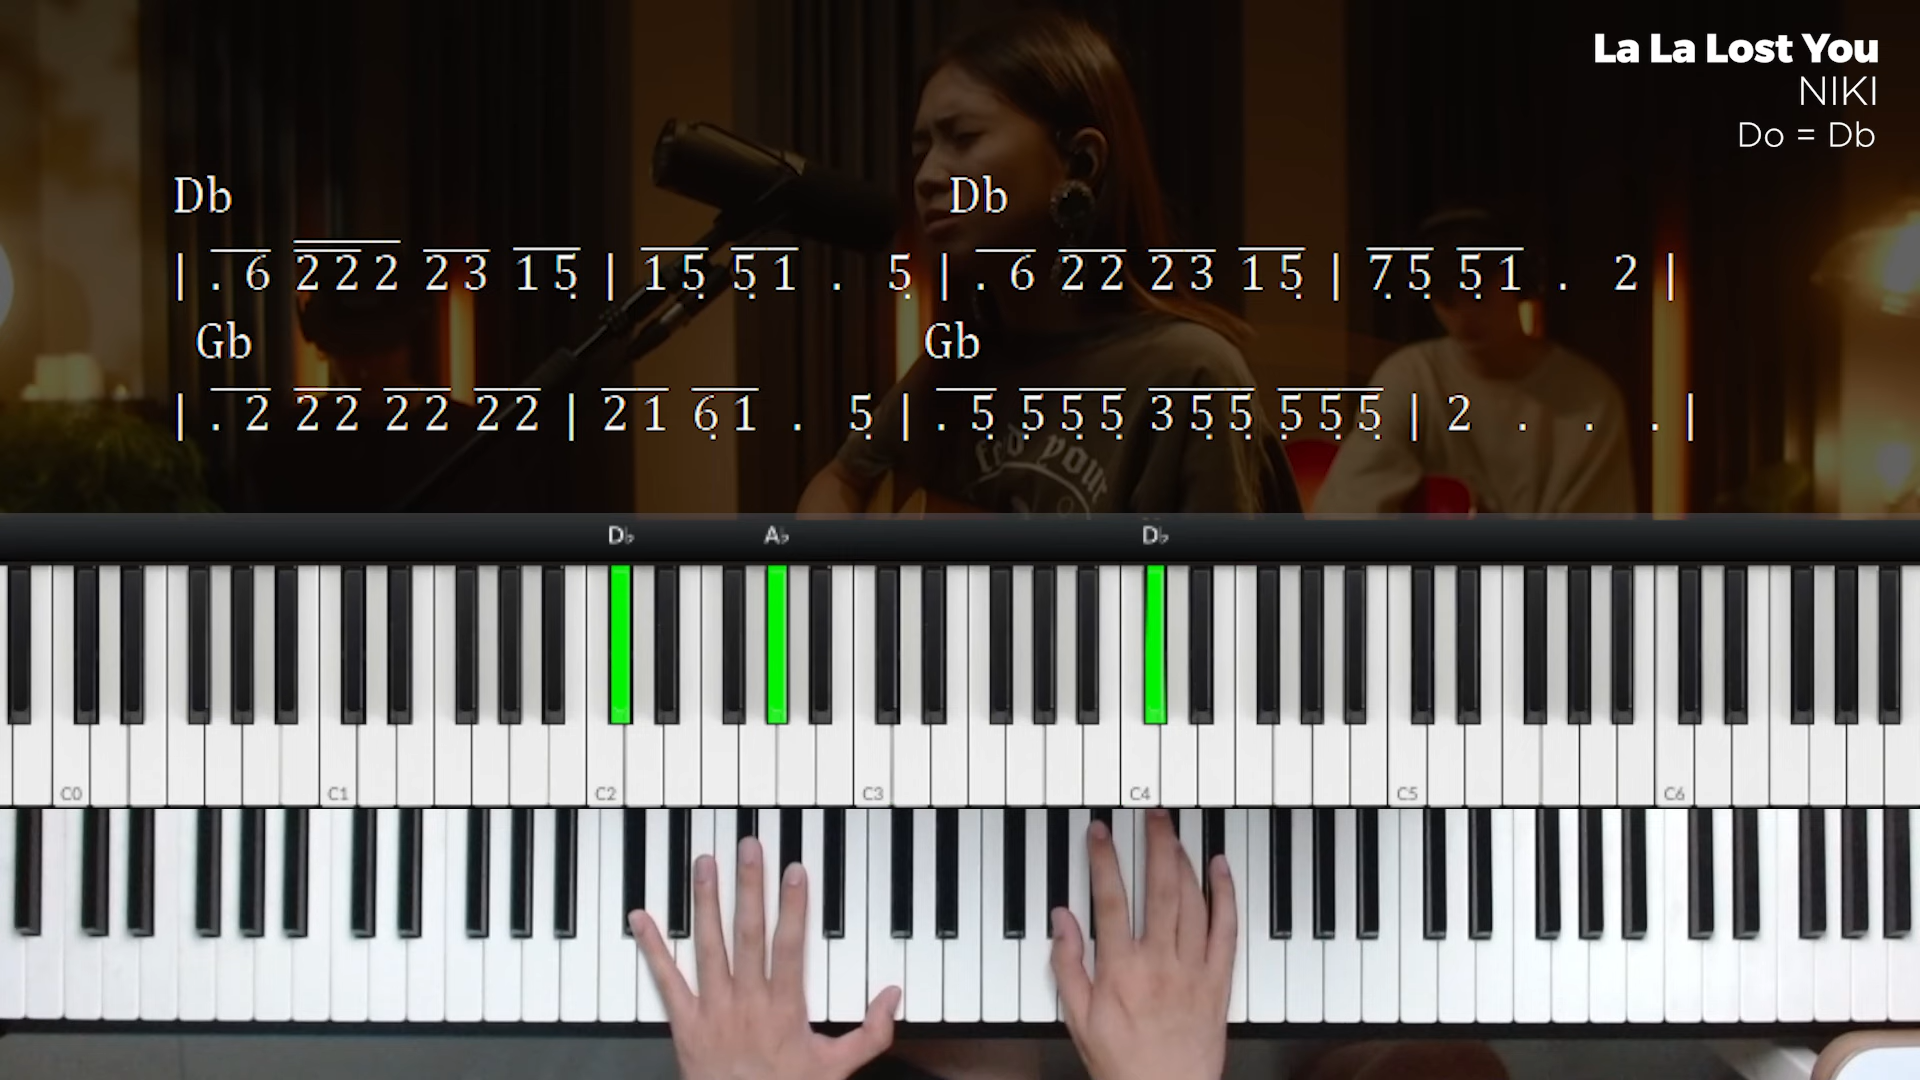 La La Lost You
NIKI
Do = Db
Db Db
| . 6 2 2 2 2 3 1 5̣ | 1 5̣ 5̣ 1 . 5̣ | . 6 2 2 2 3 1 5̣ | 7̣ 5̣ 5̣ 1 . 2 |
Gb Gb
| . 2 2 2 2 2 2 2 | 2 1 6̣ 1 . 5̣ | . 5̣ 5̣ 5̣ 5̣ 3 5̣ 5̣ 5̣ 5̣ 5̣ | 2 . . . |
feed your
D♭ A♭ D♭
C0 C1 C2 C3 C4 C5 C6